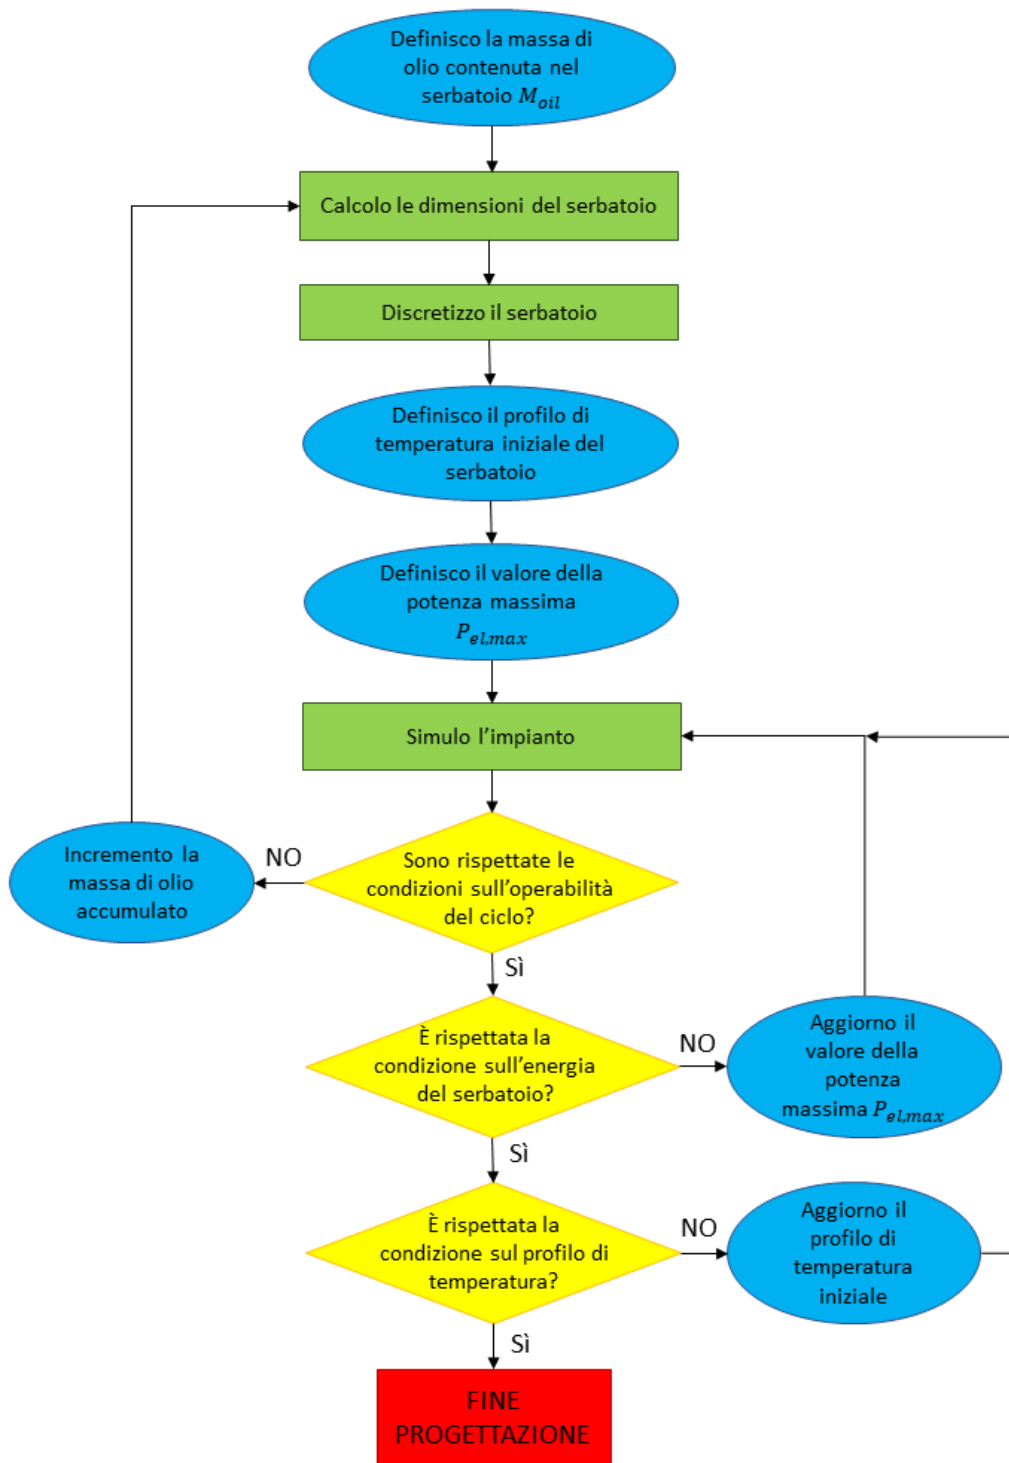 Definisco la massa di
olio contenuta nel
serbatoio M_oil
Calcolo le dimensioni del serbatoio
Discretizzo il serbatoio
Definisco il profilo di
temperatura iniziale del
serbatoio
Definisco il valore della
potenza massima
P_el,max
Simulo l'impianto
Incremento la
massa di olio
accumulato
NO
Sono rispettate le
condizioni sull'operabilità
del ciclo?
Sì
È rispettata la
condizione sull'energia
del serbatoio?
NO
Aggiorno il
valore della
potenza
massima P_el,max
Sì
È rispettata la
condizione sul profilo di
temperatura?
NO
Aggiorno il
profilo di
temperatura
iniziale
Sì
FINE
PROGETTAZIONE